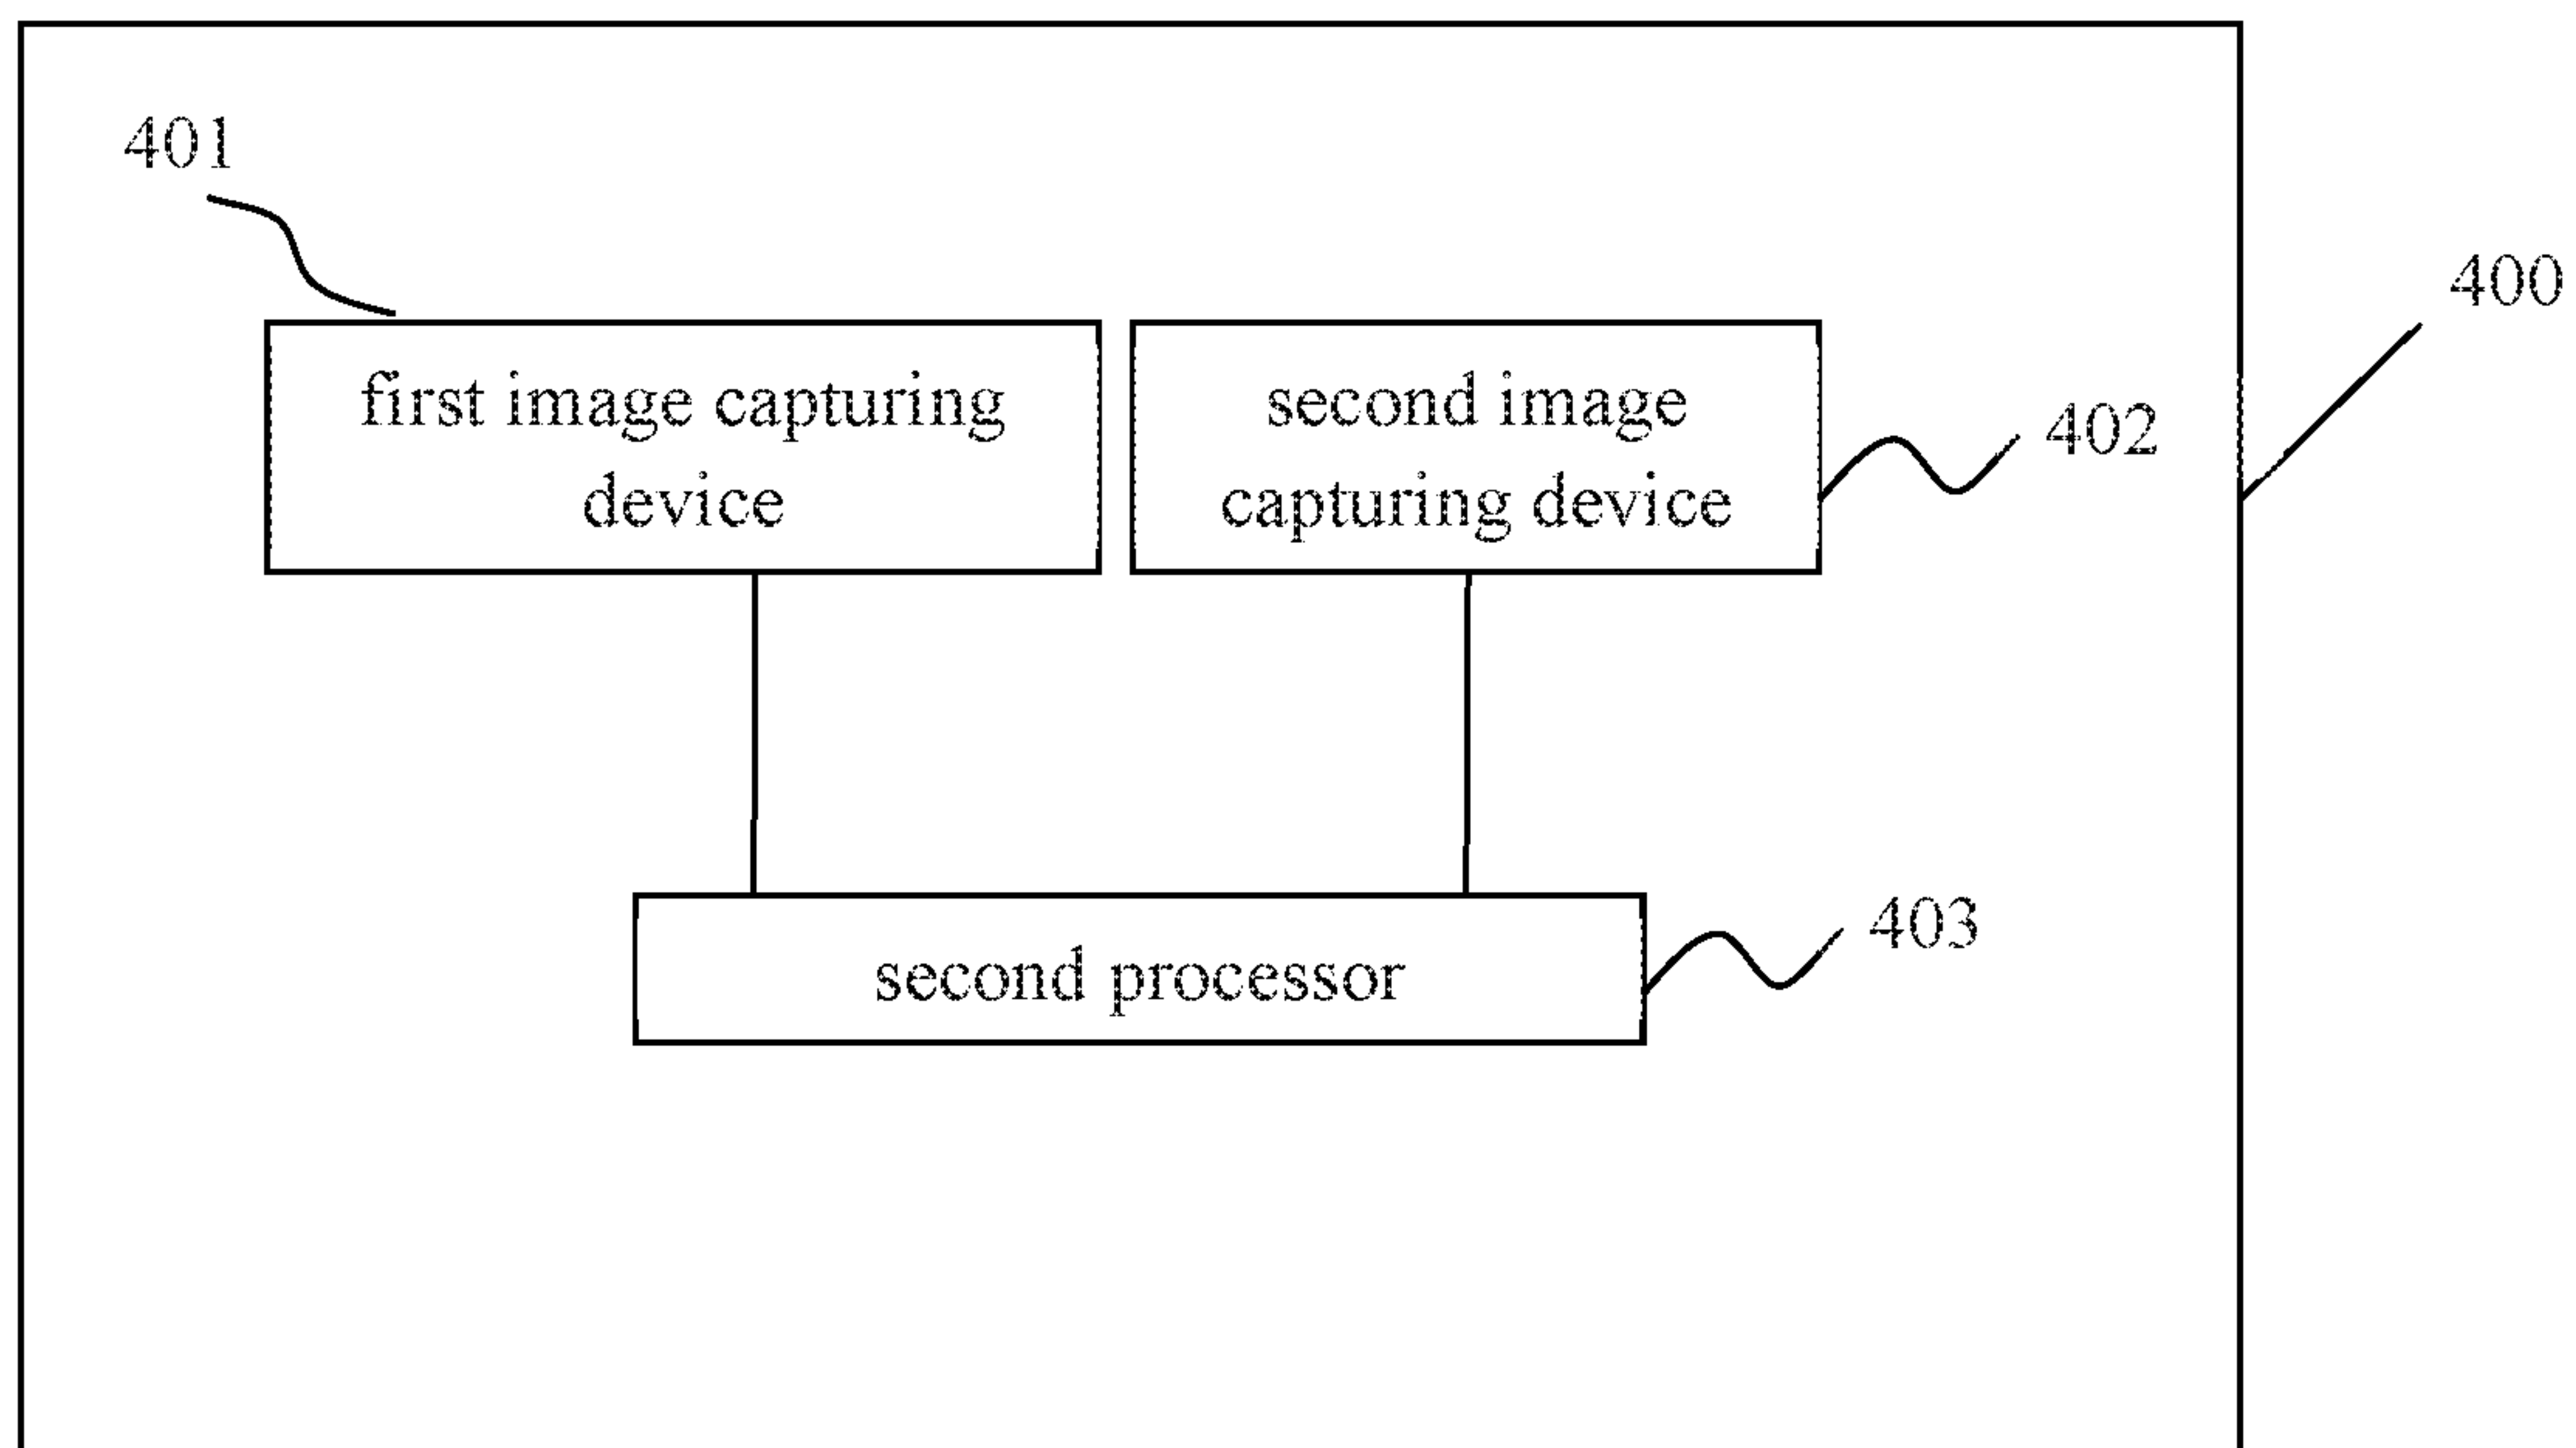 401
400
first image capturing
device
second image
capturing device
402
second processor
403